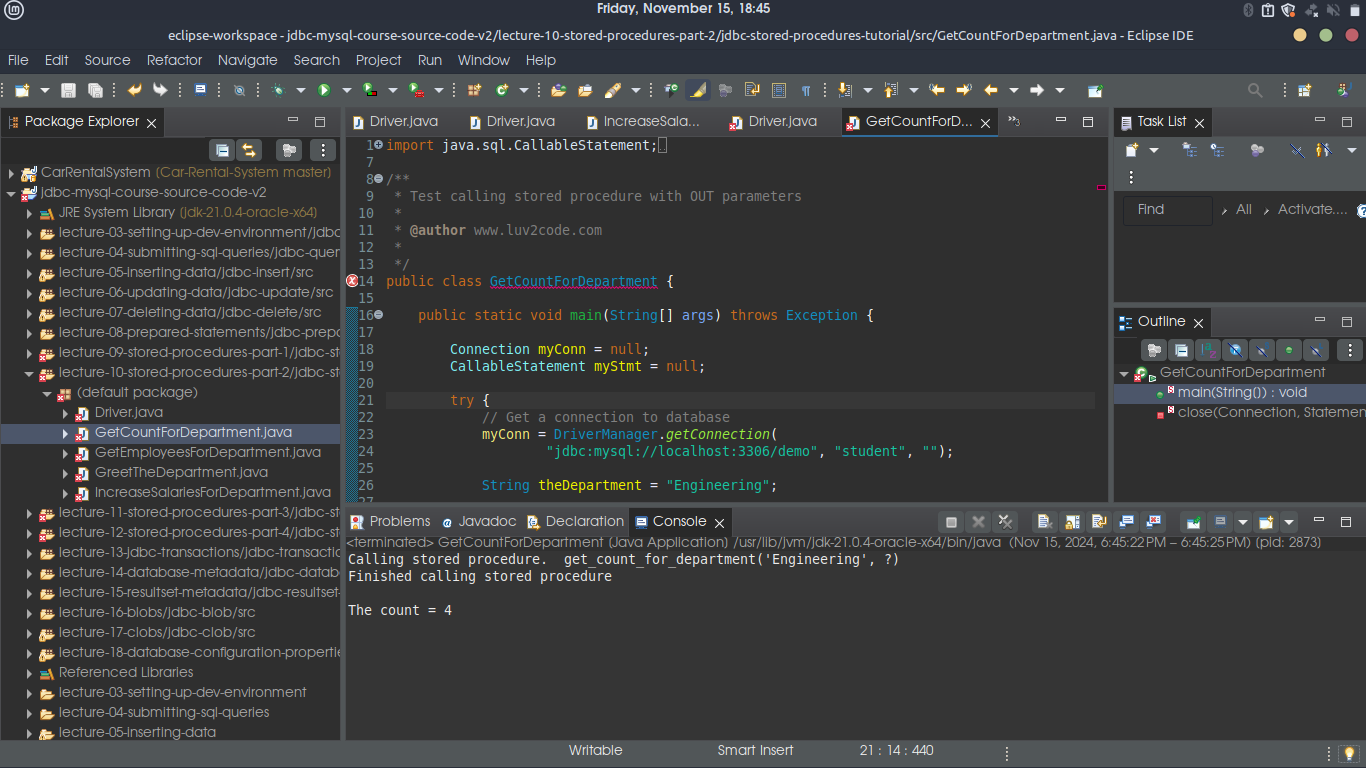 Friday, November 15, 18:45
eclipse-workspace - jdbc-mysql-course-source-code-v2/lecture-10-stored-procedures-part-2/jdbc-stored-procedures-tutorial/src/GetCountForDepartment.java - Eclipse IDE
File Edit Source Refactor Navigate Search Project Run Window Help
Package Explorer
CarRentalSystem [Car-Rental-System master]
jdbc-mysql-course-source-code-v2
JRE System Library [jdk-21.0.4-oracle-x64]
lecture-03-setting-up-dev-environment/jdbc
lecture-04-submitting-sql-queries/jdbc-quer
lecture-05-inserting-data/jdbc-insert/src
lecture-06-updating-data/jdbc-update/src
lecture-07-deleting-data/jdbc-delete/src
lecture-08-prepared-statements/jdbc-prepa
lecture-09-stored-procedures-part-1/jdbc-st
lecture-10-stored-procedures-part-2/jdbc-st
(default package)
Driver.java
GetCountForDepartment.java
GetEmployeesForDepartment.java
GreetTheDepartment.java
IncreaseSalariesForDepartment.java
lecture-11-stored-procedures-part-3/jdbc-st
lecture-12-stored-procedures-part-4/jdbc-st
lecture-13-jdbc-transactions/jdbc-transactio
lecture-14-database-metadata/jdbc-datab
lecture-15-resultset-metadata/jdbc-resultset-
lecture-16-blobs/jdbc-blob/src
lecture-17-clobs/jdbc-clob/src
lecture-18-database-configuration-propertie
Referenced Libraries
lecture-03-setting-up-dev-environment
lecture-04-submitting-sql-queries
lecture-05-inserting-data
Driver.java Driver.java IncreaseSala... Driver.java GetCountForD... »5
1 import java.sql.CallableStatement;
7
8 /**
9 * Test calling stored procedure with OUT parameters
10 *
11 * @author www.luv2code.com
12 *
13 */
14 public class GetCountForDepartment {
15
16 public static void main(String[] args) throws Exception {
17
18 Connection myConn = null;
19 CallableStatement myStmt = null;
20
21 try {
22 // Get a connection to database
23 myConn = DriverManager.getConnection(
24 "jdbc:mysql://localhost:3306/demo", "student", "");
25
26 String theDepartment = "Engineering";
27
Problems Javadoc Declaration Console
<terminated> GetCountForDepartment [Java Application] /usr/lib/jvm/jdk-21.0.4-oracle-x64/bin/java (Nov 15, 2024, 6:45:22 PM – 6:45:25 PM) [pid: 2873]
Calling stored procedure. get_count_for_department('Engineering', ?)
Finished calling stored procedure
The count = 4
Task List
Find All Activate....
Outline
GetCountForDepartment
main(String[]) : void
close(Connection, Statemen
Writable Smart Insert 21 : 14 : 440